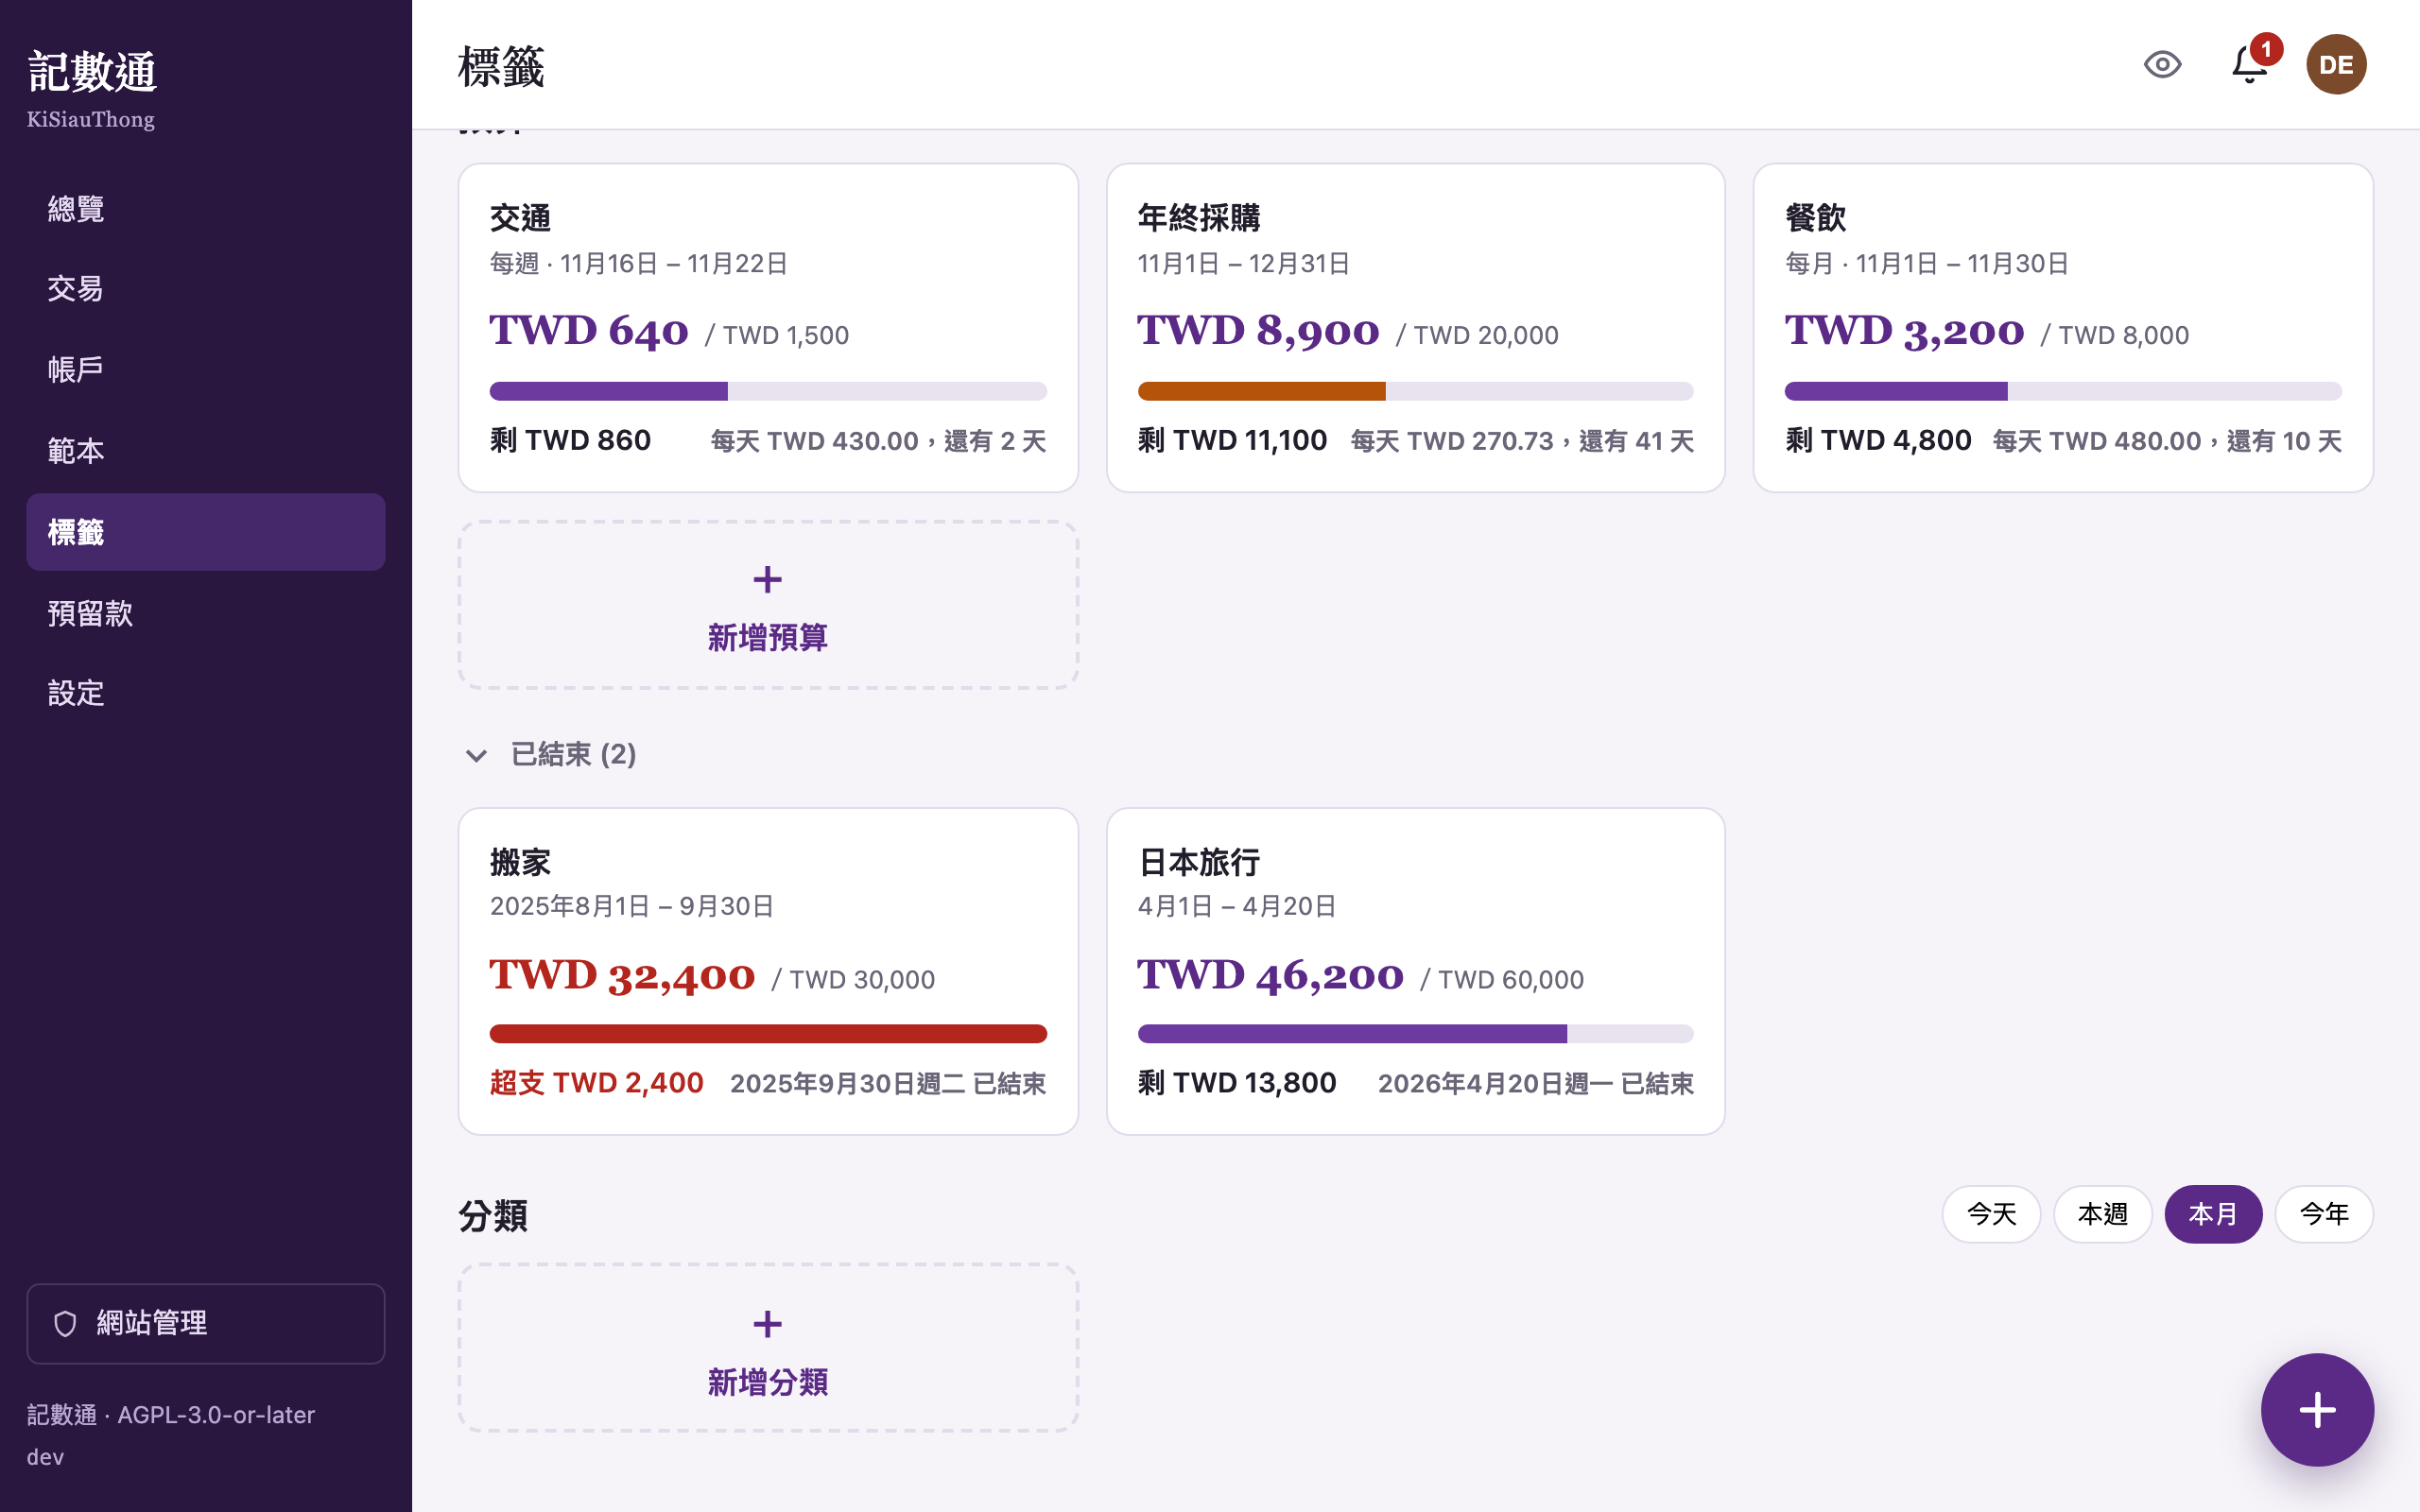 記數通
KiSiauThong
總覽
交易
帳戶
範本
標籤
預留款
設定
網站管理
記數通 · AGPL-3.0-or-later
dev
標籤
1
DE
交通
每週 · 11月16日 – 11月22日
TWD 640 / TWD 1,500
剩 TWD 860 每天 TWD 430.00，還有 2 天
年終採購
11月1日 – 12月31日
TWD 8,900 / TWD 20,000
剩 TWD 11,100 每天 TWD 270.73，還有 41 天
餐飲
每月 · 11月1日 – 11月30日
TWD 3,200 / TWD 8,000
剩 TWD 4,800 每天 TWD 480.00，還有 10 天
新增預算
已結束 (2)
搬家
2025年8月1日 – 9月30日
TWD 32,400 / TWD 30,000
超支 TWD 2,400 2025年9月30日週二 已結束
日本旅行
4月1日 – 4月20日
TWD 46,200 / TWD 60,000
剩 TWD 13,800 2026年4月20日週一 已結束
分類
今天 本週 本月 今年
新增分類